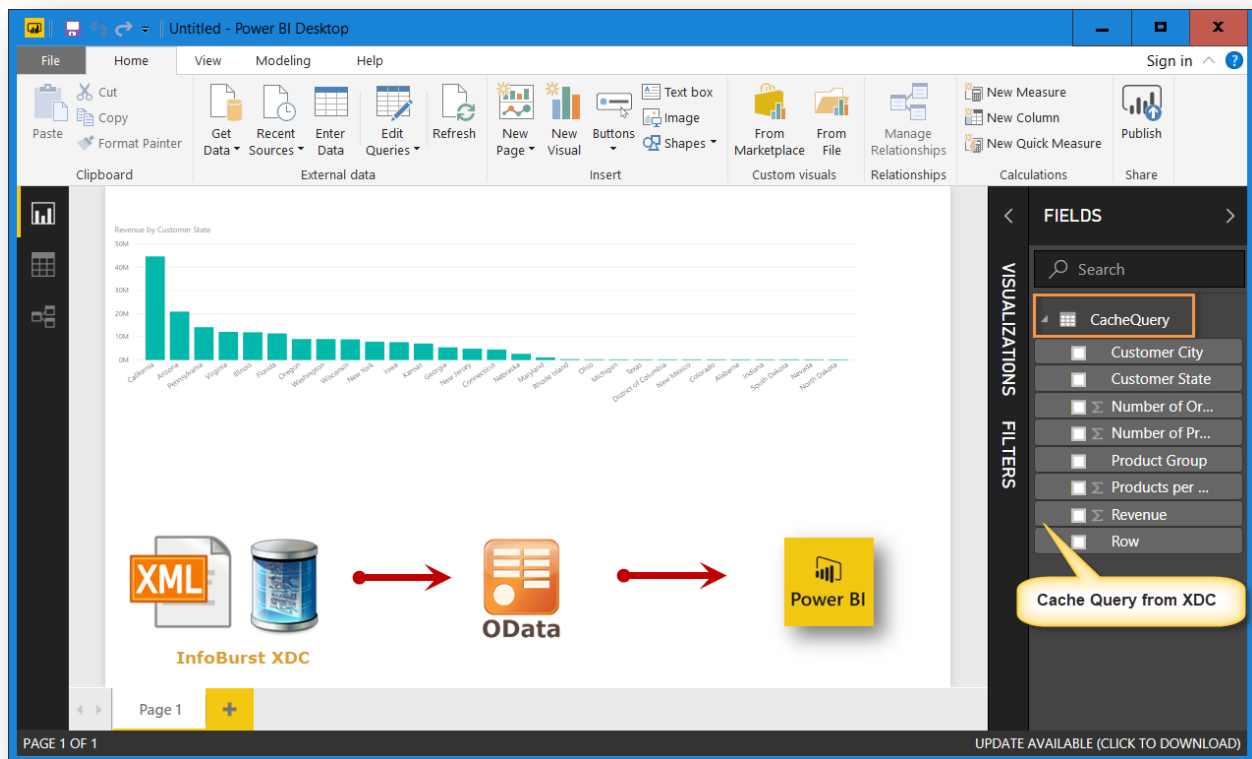 Untitled - Power BI Desktop
File Home View Modeling Help Sign in ?
Paste
Cut
Copy
Format Painter
Clipboard
Get Data
Recent Sources
Enter Data
Edit Queries
Refresh
External data
New Page
New Visual
Buttons
Text box
Image
Shapes
Insert
From Marketplace
From File
Custom visuals
Manage Relationships
Relationships
New Measure
New Column
New Quick Measure
Calculations
Publish
Share
Revenue by Customer State
50M
40M
30M
20M
10M
0M
California
Arizona
Pennsylvania
Virginia
Illinois
Florida
Oregon
Washington
Wisconsin
New York
Iowa
Kansas
Georgia
New Jersey
Connecticut
Nebraska
Maryland
Rhode Island
Ohio
Michigan
Texas
District of Columbia
New Mexico
Colorado
Alabama
Indiana
South Dakota
Nevada
North Dakota
XML
InfoBurst XDC
OData
Power BI
VISUALIZATIONS
FILTERS
FIELDS
Search
CacheQuery
Customer City
Customer State
Σ Number of Or...
Σ Number of Pr...
Product Group
Σ Products per ...
Σ Revenue
Row
Cache Query from XDC
Page 1
PAGE 1 OF 1
UPDATE AVAILABLE (CLICK TO DOWNLOAD)